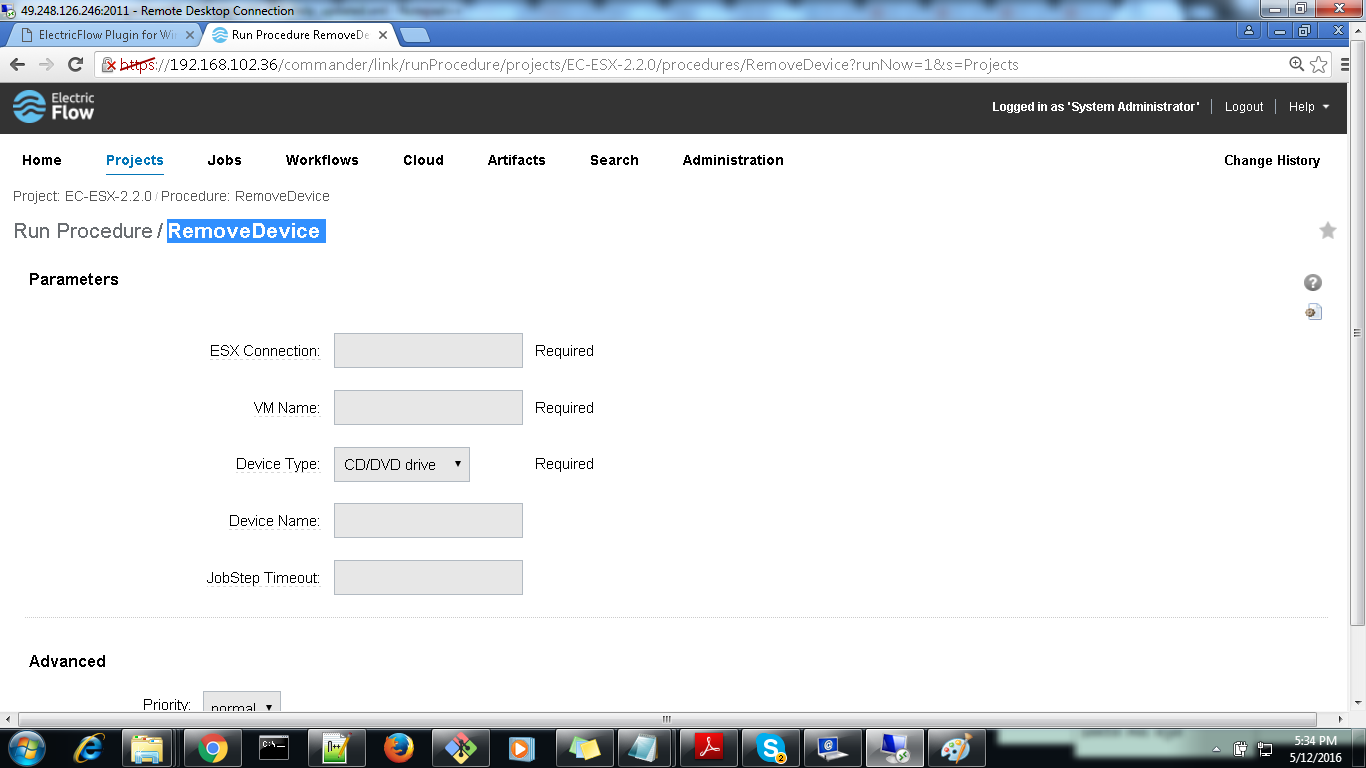 49.248.126.246:2011 - Remote Desktop Connection
ElectricFlow Plugin for Wi
Run Procedure RemoveDe
https://192.168.102.36/commander/link/runProcedure/projects/EC-ESX-2.2.0/procedures/RemoveDevice?runNow=1&s=Projects
Electric
Flow
Logged in as 'System Administrator' Logout Help
Home Projects Jobs Workflows Cloud Artifacts Search Administration Change History
Project: EC-ESX-2.2.0 / Procedure: RemoveDevice
Run Procedure / RemoveDevice
Parameters
ESX Connection: Required
VM Name: Required
Device Type: CD/DVD drive Required
Device Name:
JobStep Timeout:
Advanced
Priority: normal
5:34 PM
5/12/2016